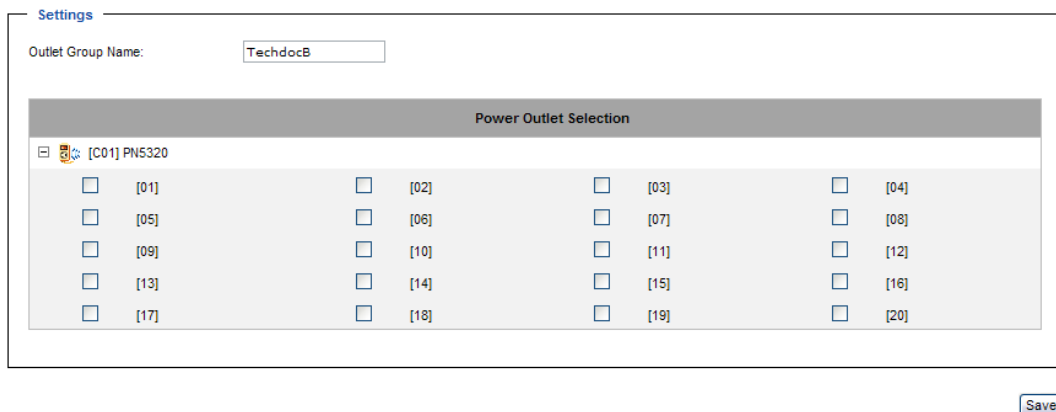 Settings
Outlet Group Name: TechdocB
Power Outlet Selection
[C01] PN5320
[01] [02] [03] [04]
[05] [06] [07] [08]
[09] [10] [11] [12]
[13] [14] [15] [16]
[17] [18] [19] [20]
Save